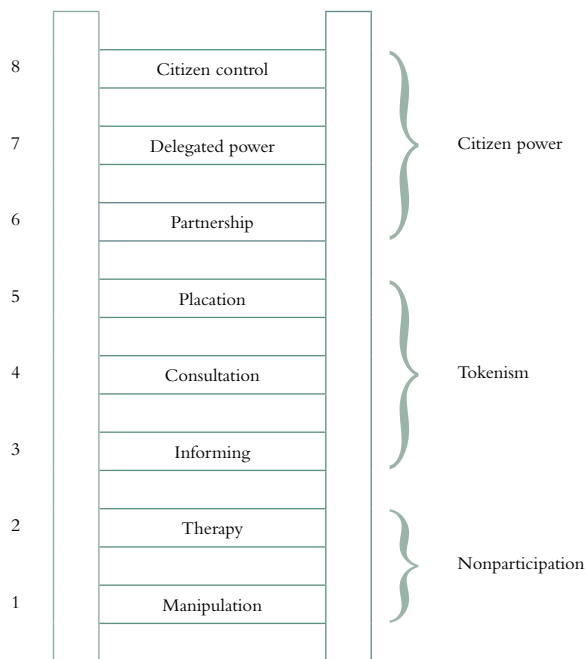 8 Citizen control
7 Delegated power
Citizen power
6 Partnership
5 Placation
4 Consultation
Tokenism
3 Informing
2 Therapy
Nonparticipation
1 Manipulation